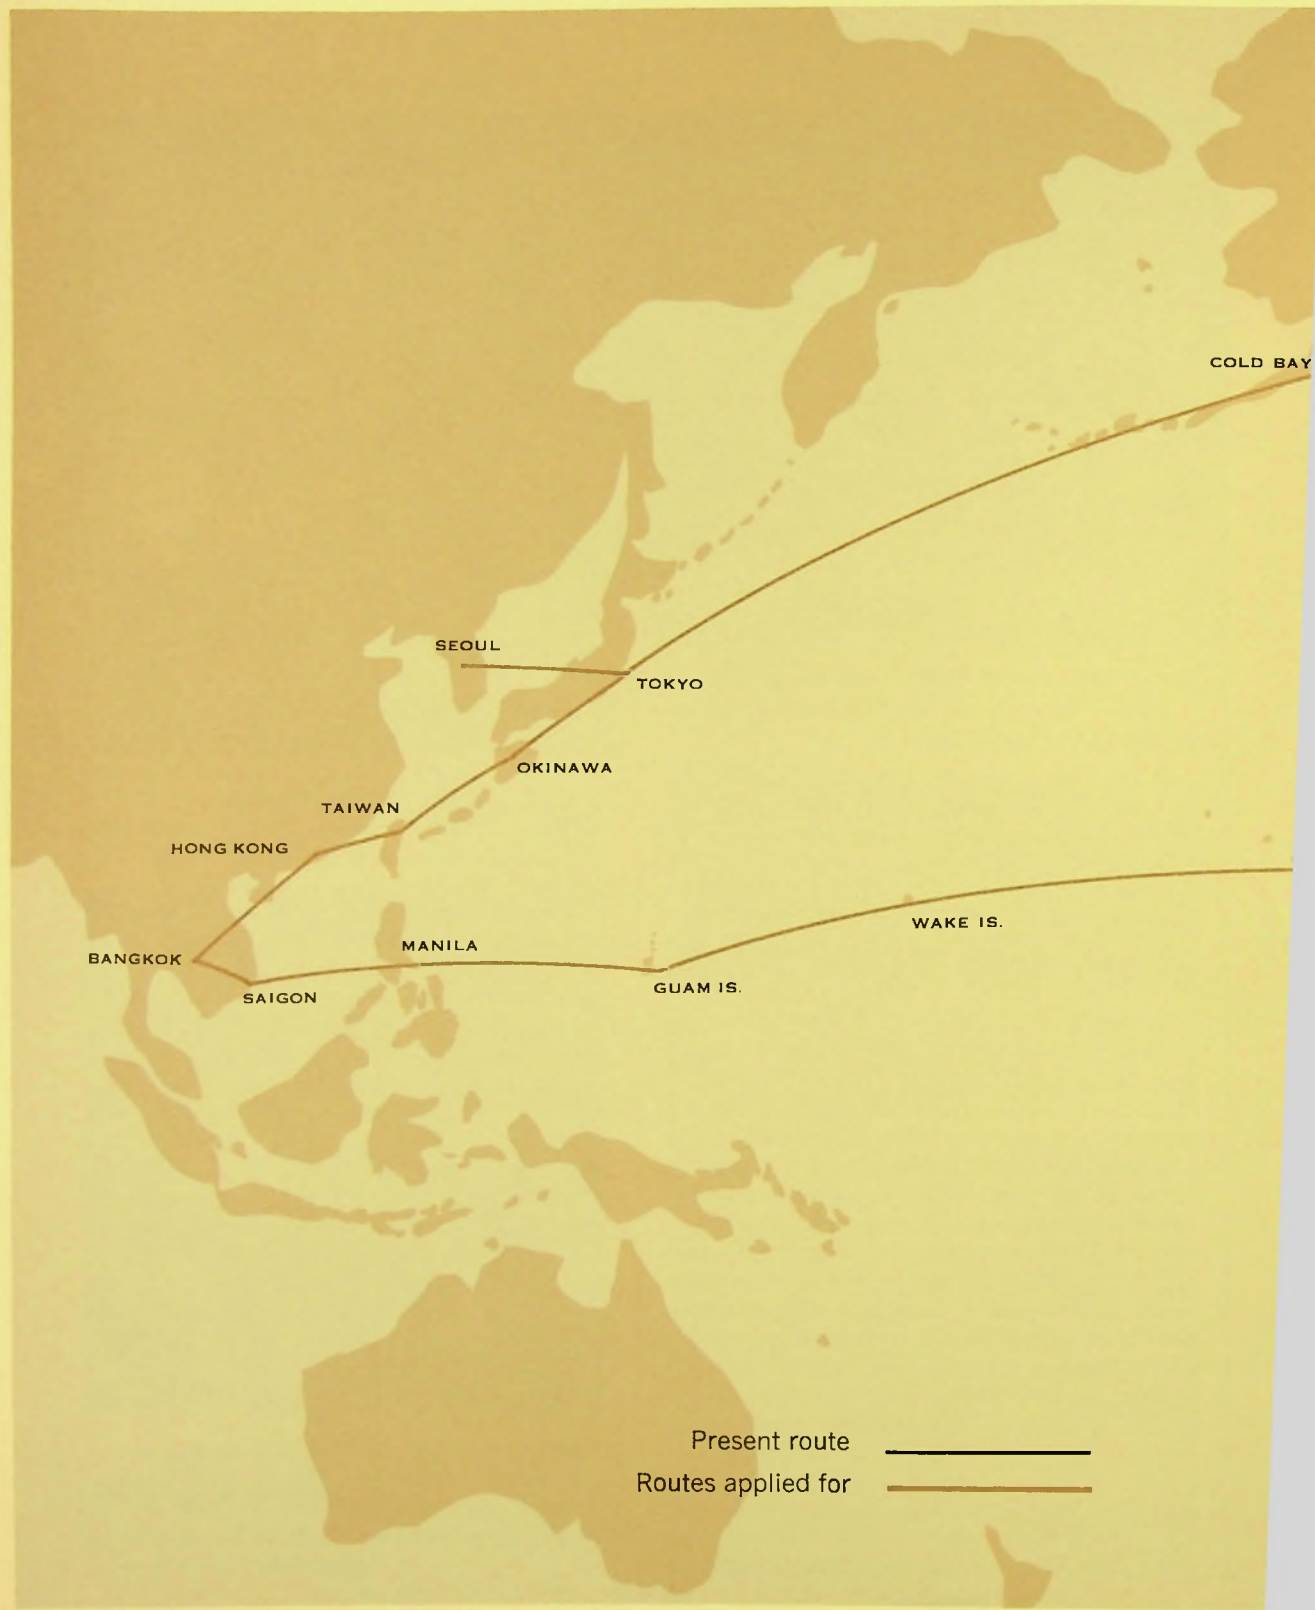 COLD BAY
SEOUL
TOKYO
OKINAWA
TAIWAN
HONG KONG
WAKE IS.
MANILA
BANGKOK
GUAM IS.
SAIGON
Present route
Routes applied for